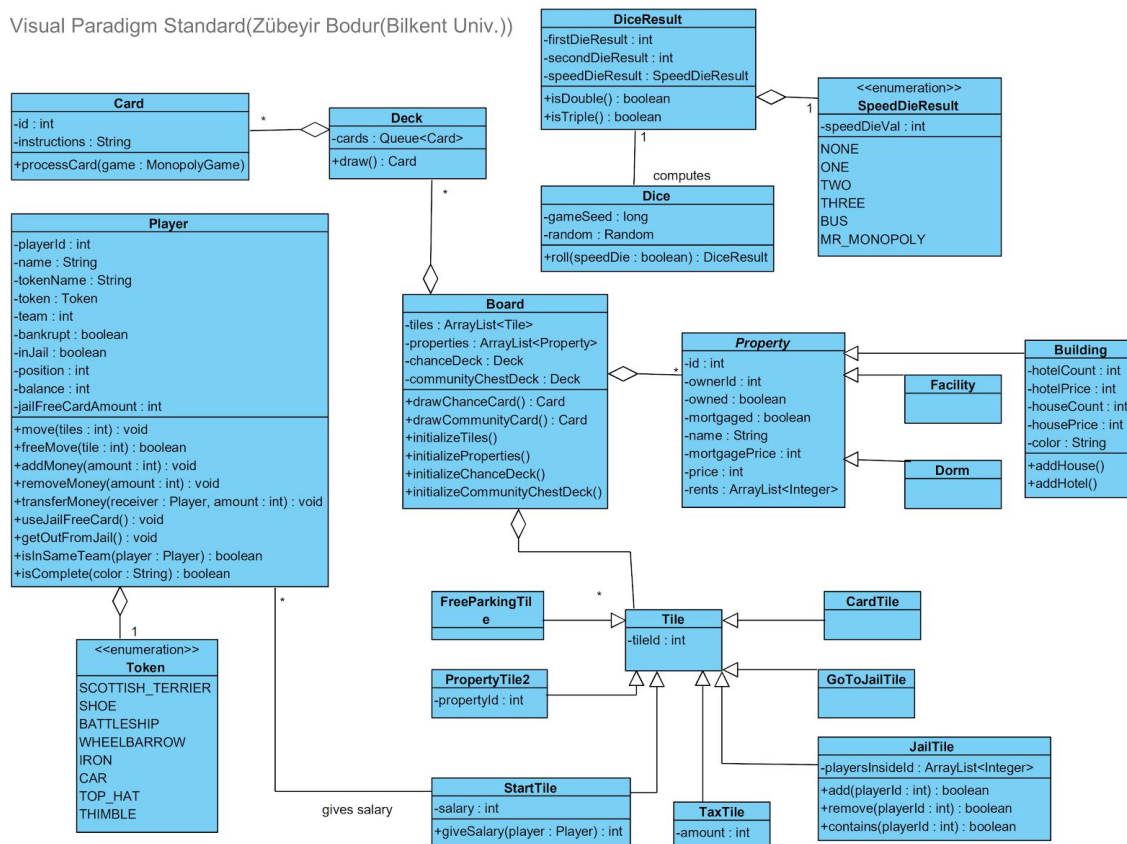 Visual Paradigm Standard(Zübeyir Bodur(Bilkent Univ.))
DiceResult
-firstDieResult : int
-secondDieResult : int
-speedDieResult : SpeedDieResult
+isDouble() : boolean
+isTriple() : boolean
1
<<enumeration>>
SpeedDieResult
-speedDieVal : int
NONE
ONE
TWO
THREE
BUS
MR_MONOPOLY
1
computes
Card
-id : int
-instructions : String
+processCard(game : MonopolyGame)
*
Deck
-cards : Queue<Card>
+draw() : Card
*
Dice
-gameSeed : long
-random : Random
+roll(speedDie : boolean) : DiceResult
Player
-playerId : int
-name : String
-tokenName : String
-token : Token
-team : int
-bankrupt : boolean
-inJail : boolean
-position : int
-balance : int
-jailFreeCardAmount : int
+move(tiles : int) : void
+freeMove(tile : int) : boolean
+addMoney(amount : int) : void
+removeMoney(amount : int) : void
+transferMoney(receiver : Player, amount : int) : void
+useJailFreeCard() : void
+getOutFromJail() : void
+isInSameTeam(player : Player) : boolean
+isComplete(color : String) : boolean
Board
-tiles : ArrayList<Tile>
-properties : ArrayList<Property>
-chanceDeck : Deck
-communityChestDeck : Deck
+drawChanceCard() : Card
+drawCommunityCard() : Card
+initializeTiles()
+initializeProperties()
+initializeChanceDeck()
+initializeCommunityChestDeck()
*
Property
-id : int
-ownerId : int
-owned : boolean
-mortgaged : boolean
-name : String
-mortgagePrice : int
-price : int
-rents : ArrayList<Integer>
Facility
Dorm
Building
-hotelCount : int
-hotelPrice : int
-houseCount : int
-housePrice : int
-color : String
+addHouse()
+addHotel()
*
1
<<enumeration>>
Token
SCOTTISH_TERRIER
SHOE
BATTLESHIP
WHEELBARROW
IRON
CAR
TOP_HAT
THIMBLE
FreeParkingTil
e
*
Tile
-tileId : int
CardTile
PropertyTile2
-propertyId : int
GoToJailTile
gives salary
StartTile
-salary : int
+giveSalary(player : Player) : int
TaxTile
-amount : int
JailTile
-playersInsideId : ArrayList<Integer>
+add(playerId : int) : boolean
+remove(playerId : int) : boolean
+contains(playerId : int) : boolean